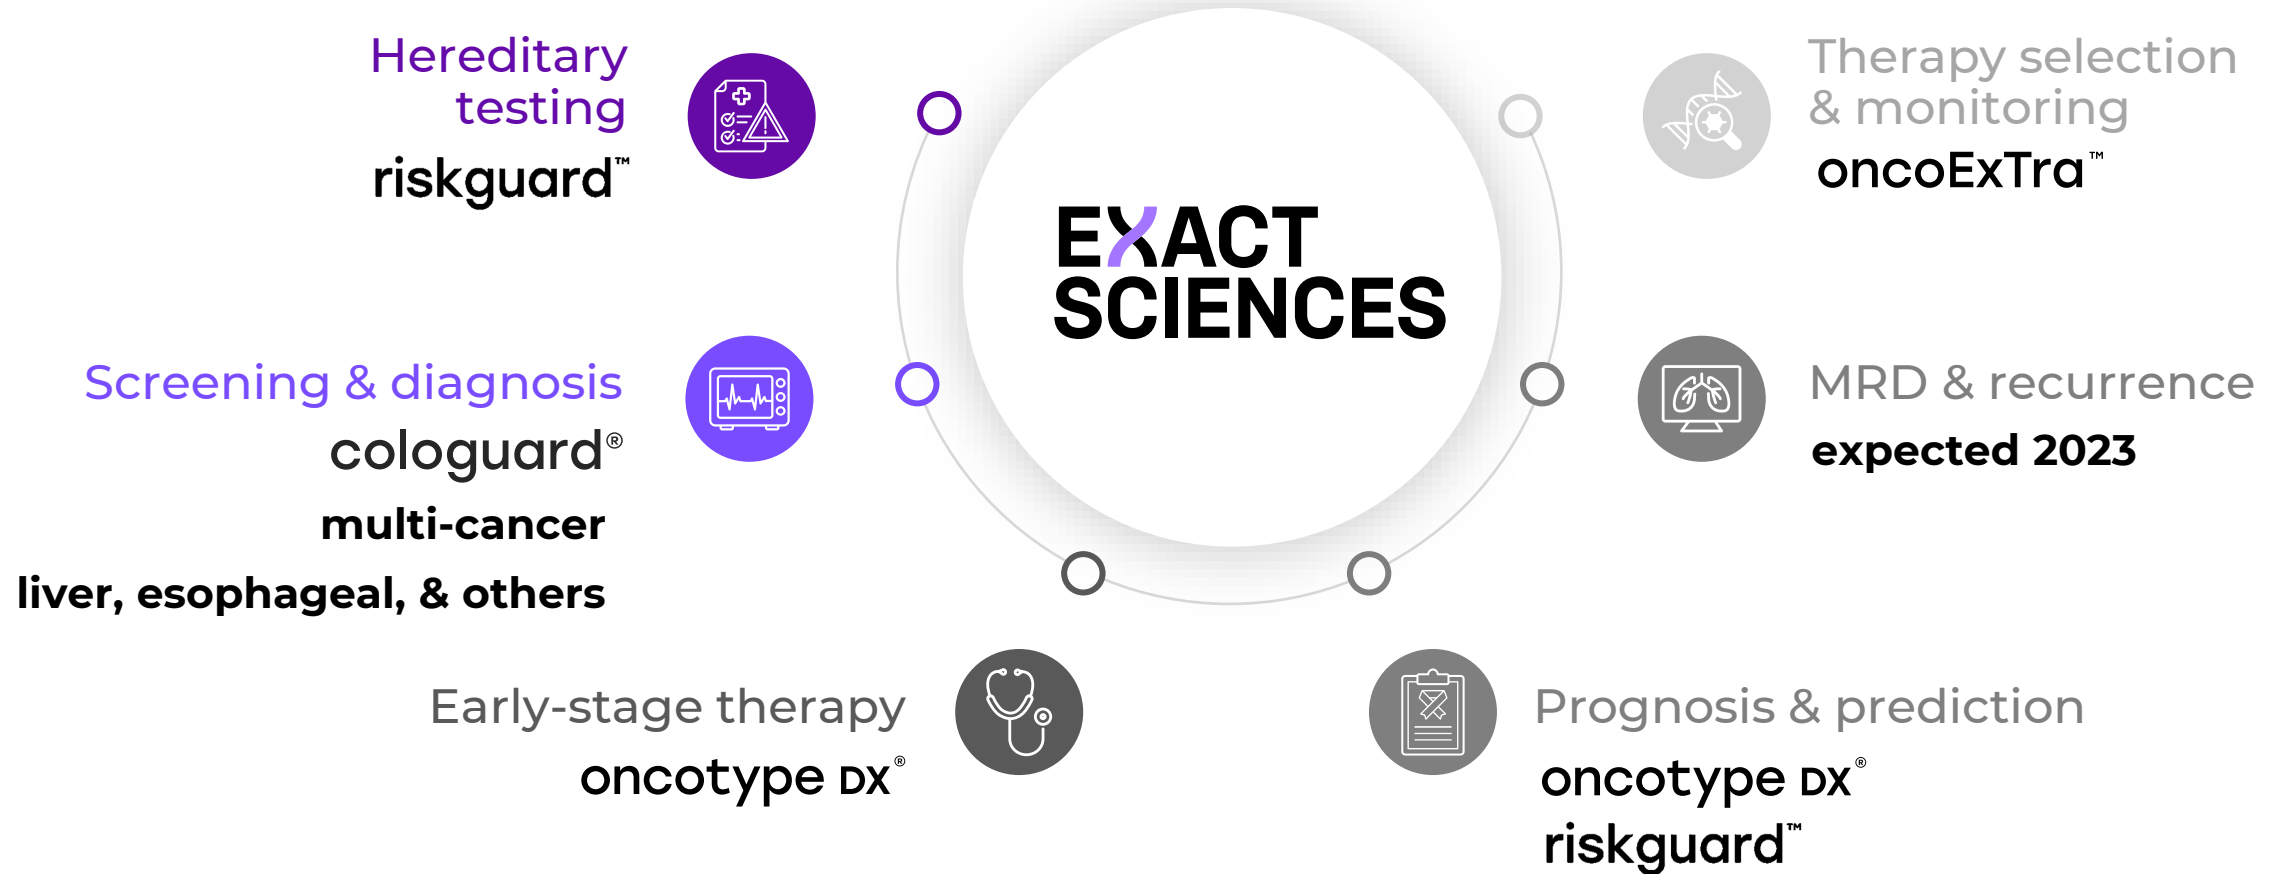 Hereditary
testing
riskguard™
Screening & diagnosis
cologuard®
multi-cancer
liver, esophageal, & others
Early-stage therapy
oncotype DX®
EXACT
SCIENCES
Therapy selection
& monitoring
oncoExTra™
MRD & recurrence
expected 2023
Prognosis & prediction
oncotype DX®
riskguard™